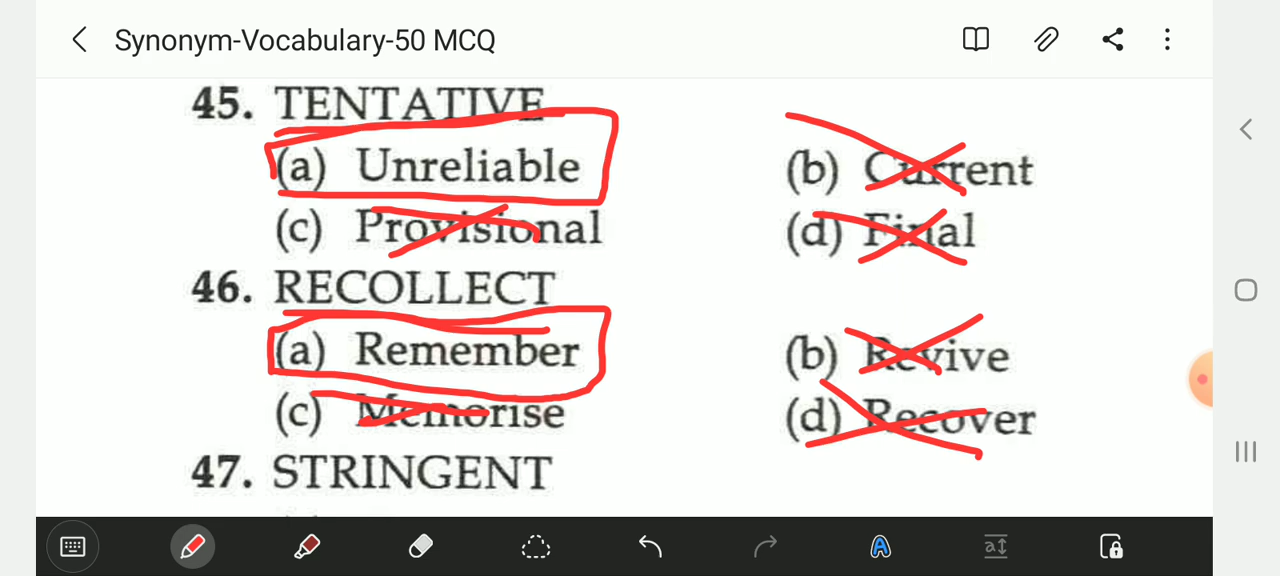 Synonym-Vocabulary-50 MCQ
45. TENTATIVE
(a) Unreliable (b) Current
(c) Provisional (d) Final
46. RECOLLECT
(a) Remember (b) Revive
(c) Memorise (d) Recover
47. STRINGENT